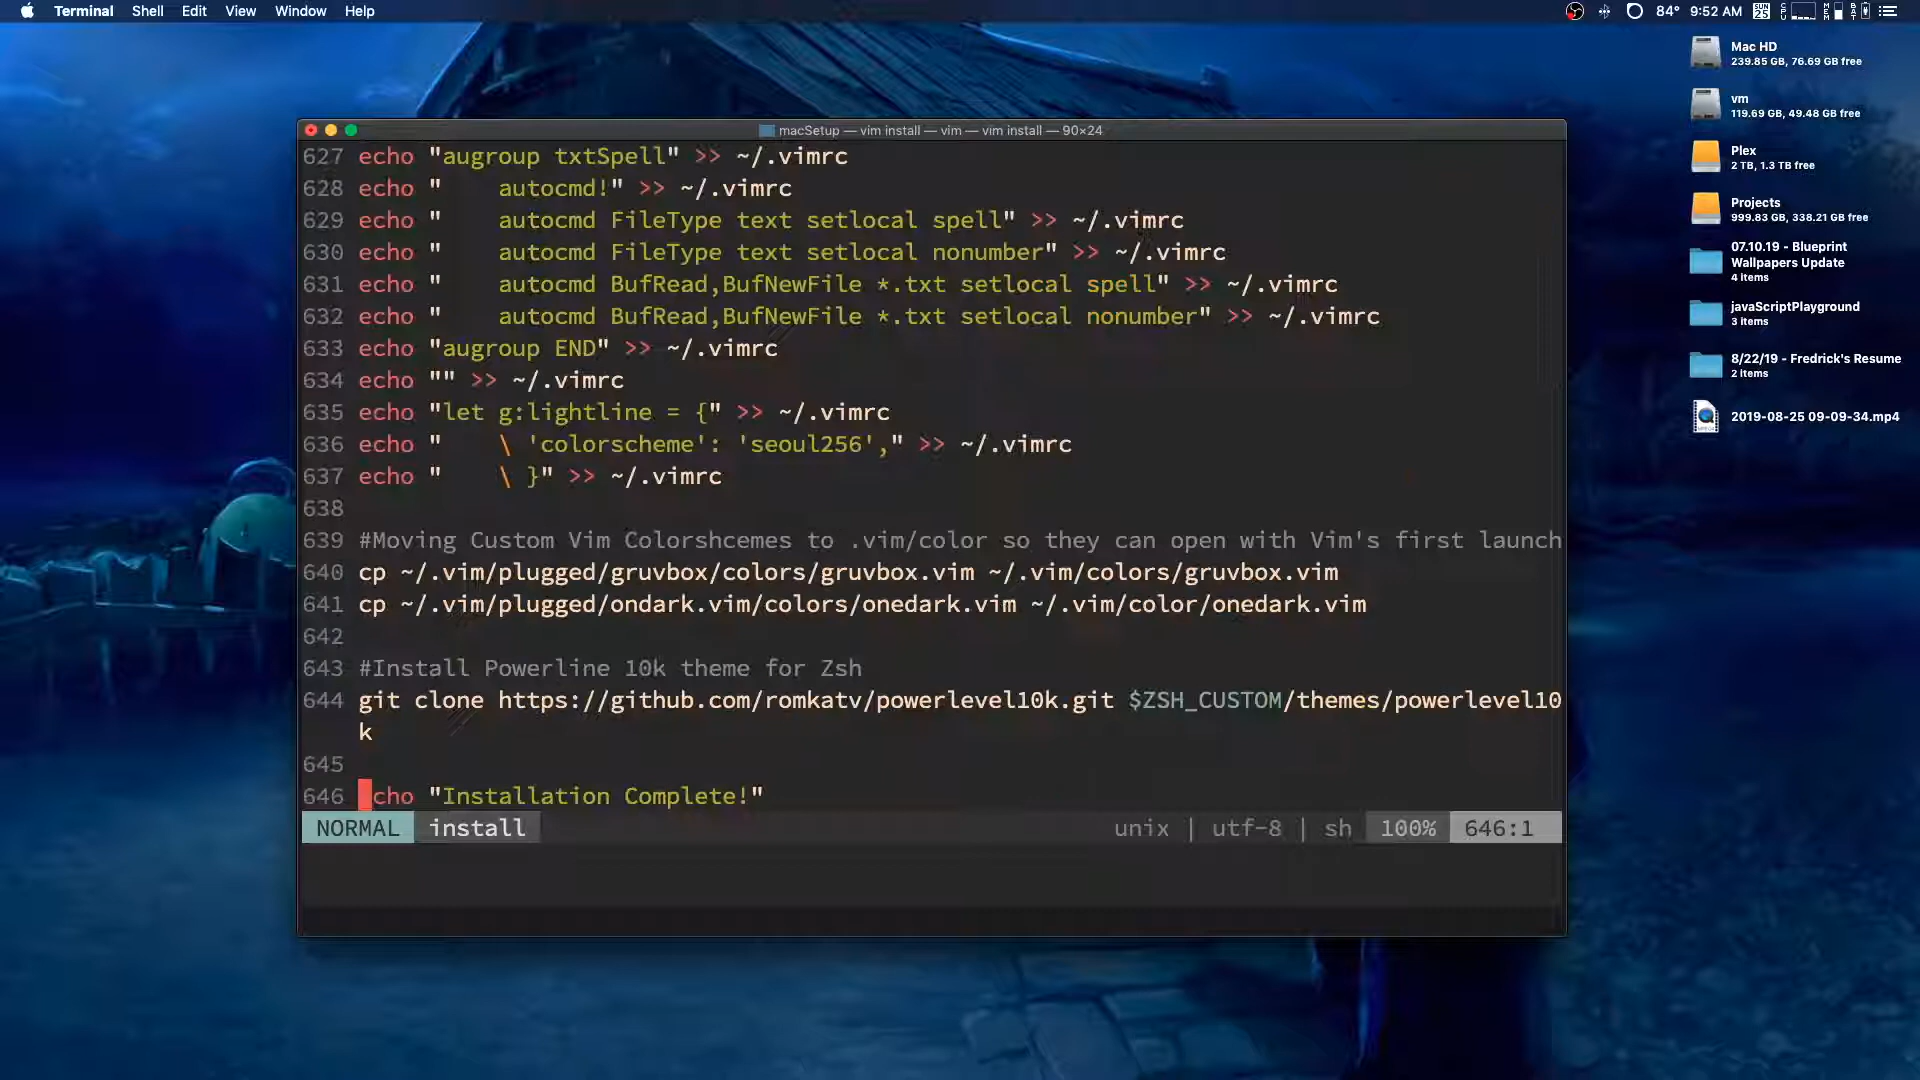 Terminal Shell Edit View Window Help
84° 9:52 AM SUN 25 CPU MEM BAT
Mac HD
239.85 GB, 76.69 GB free
vm
119.69 GB, 49.48 GB free
Plex
2 TB, 1.3 TB free
Projects
999.83 GB, 338.21 GB free
07.10.19 - Blueprint
Wallpapers Update
4 items
javaScriptPlayground
3 items
8/22/19 - Fredrick's Resume
2 items
2019-08-25 09-09-34.mp4
macSetup — vim install — vim — vim install — 90×24
627 echo "augroup txtSpell" >> ~/.vimrc
628 echo "    autocmd!" >> ~/.vimrc
629 echo "    autocmd FileType text setlocal spell" >> ~/.vimrc
630 echo "    autocmd FileType text setlocal nonumber" >> ~/.vimrc
631 echo "    autocmd BufRead,BufNewFile *.txt setlocal spell" >> ~/.vimrc
632 echo "    autocmd BufRead,BufNewFile *.txt setlocal nonumber" >> ~/.vimrc
633 echo "augroup END" >> ~/.vimrc
634 echo "" >> ~/.vimrc
635 echo "let g:lightline = {" >> ~/.vimrc
636 echo "    \ 'colorscheme': 'seoul256'," >> ~/.vimrc
637 echo "    \ }" >> ~/.vimrc
638
639 #Moving Custom Vim Colorshcemes to .vim/color so they can open with Vim's first launch
640 cp ~/.vim/plugged/gruvbox/colors/gruvbox.vim ~/.vim/colors/gruvbox.vim
641 cp ~/.vim/plugged/ondark.vim/colors/onedark.vim ~/.vim/color/onedark.vim
642
643 #Install Powerline 10k theme for Zsh
644 git clone https://github.com/romkatv/powerlevel10k.git $ZSH_CUSTOM/themes/powerlevel10
k
645
646 echo "Installation Complete!"
NORMAL install unix | utf-8 | sh 100% 646:1